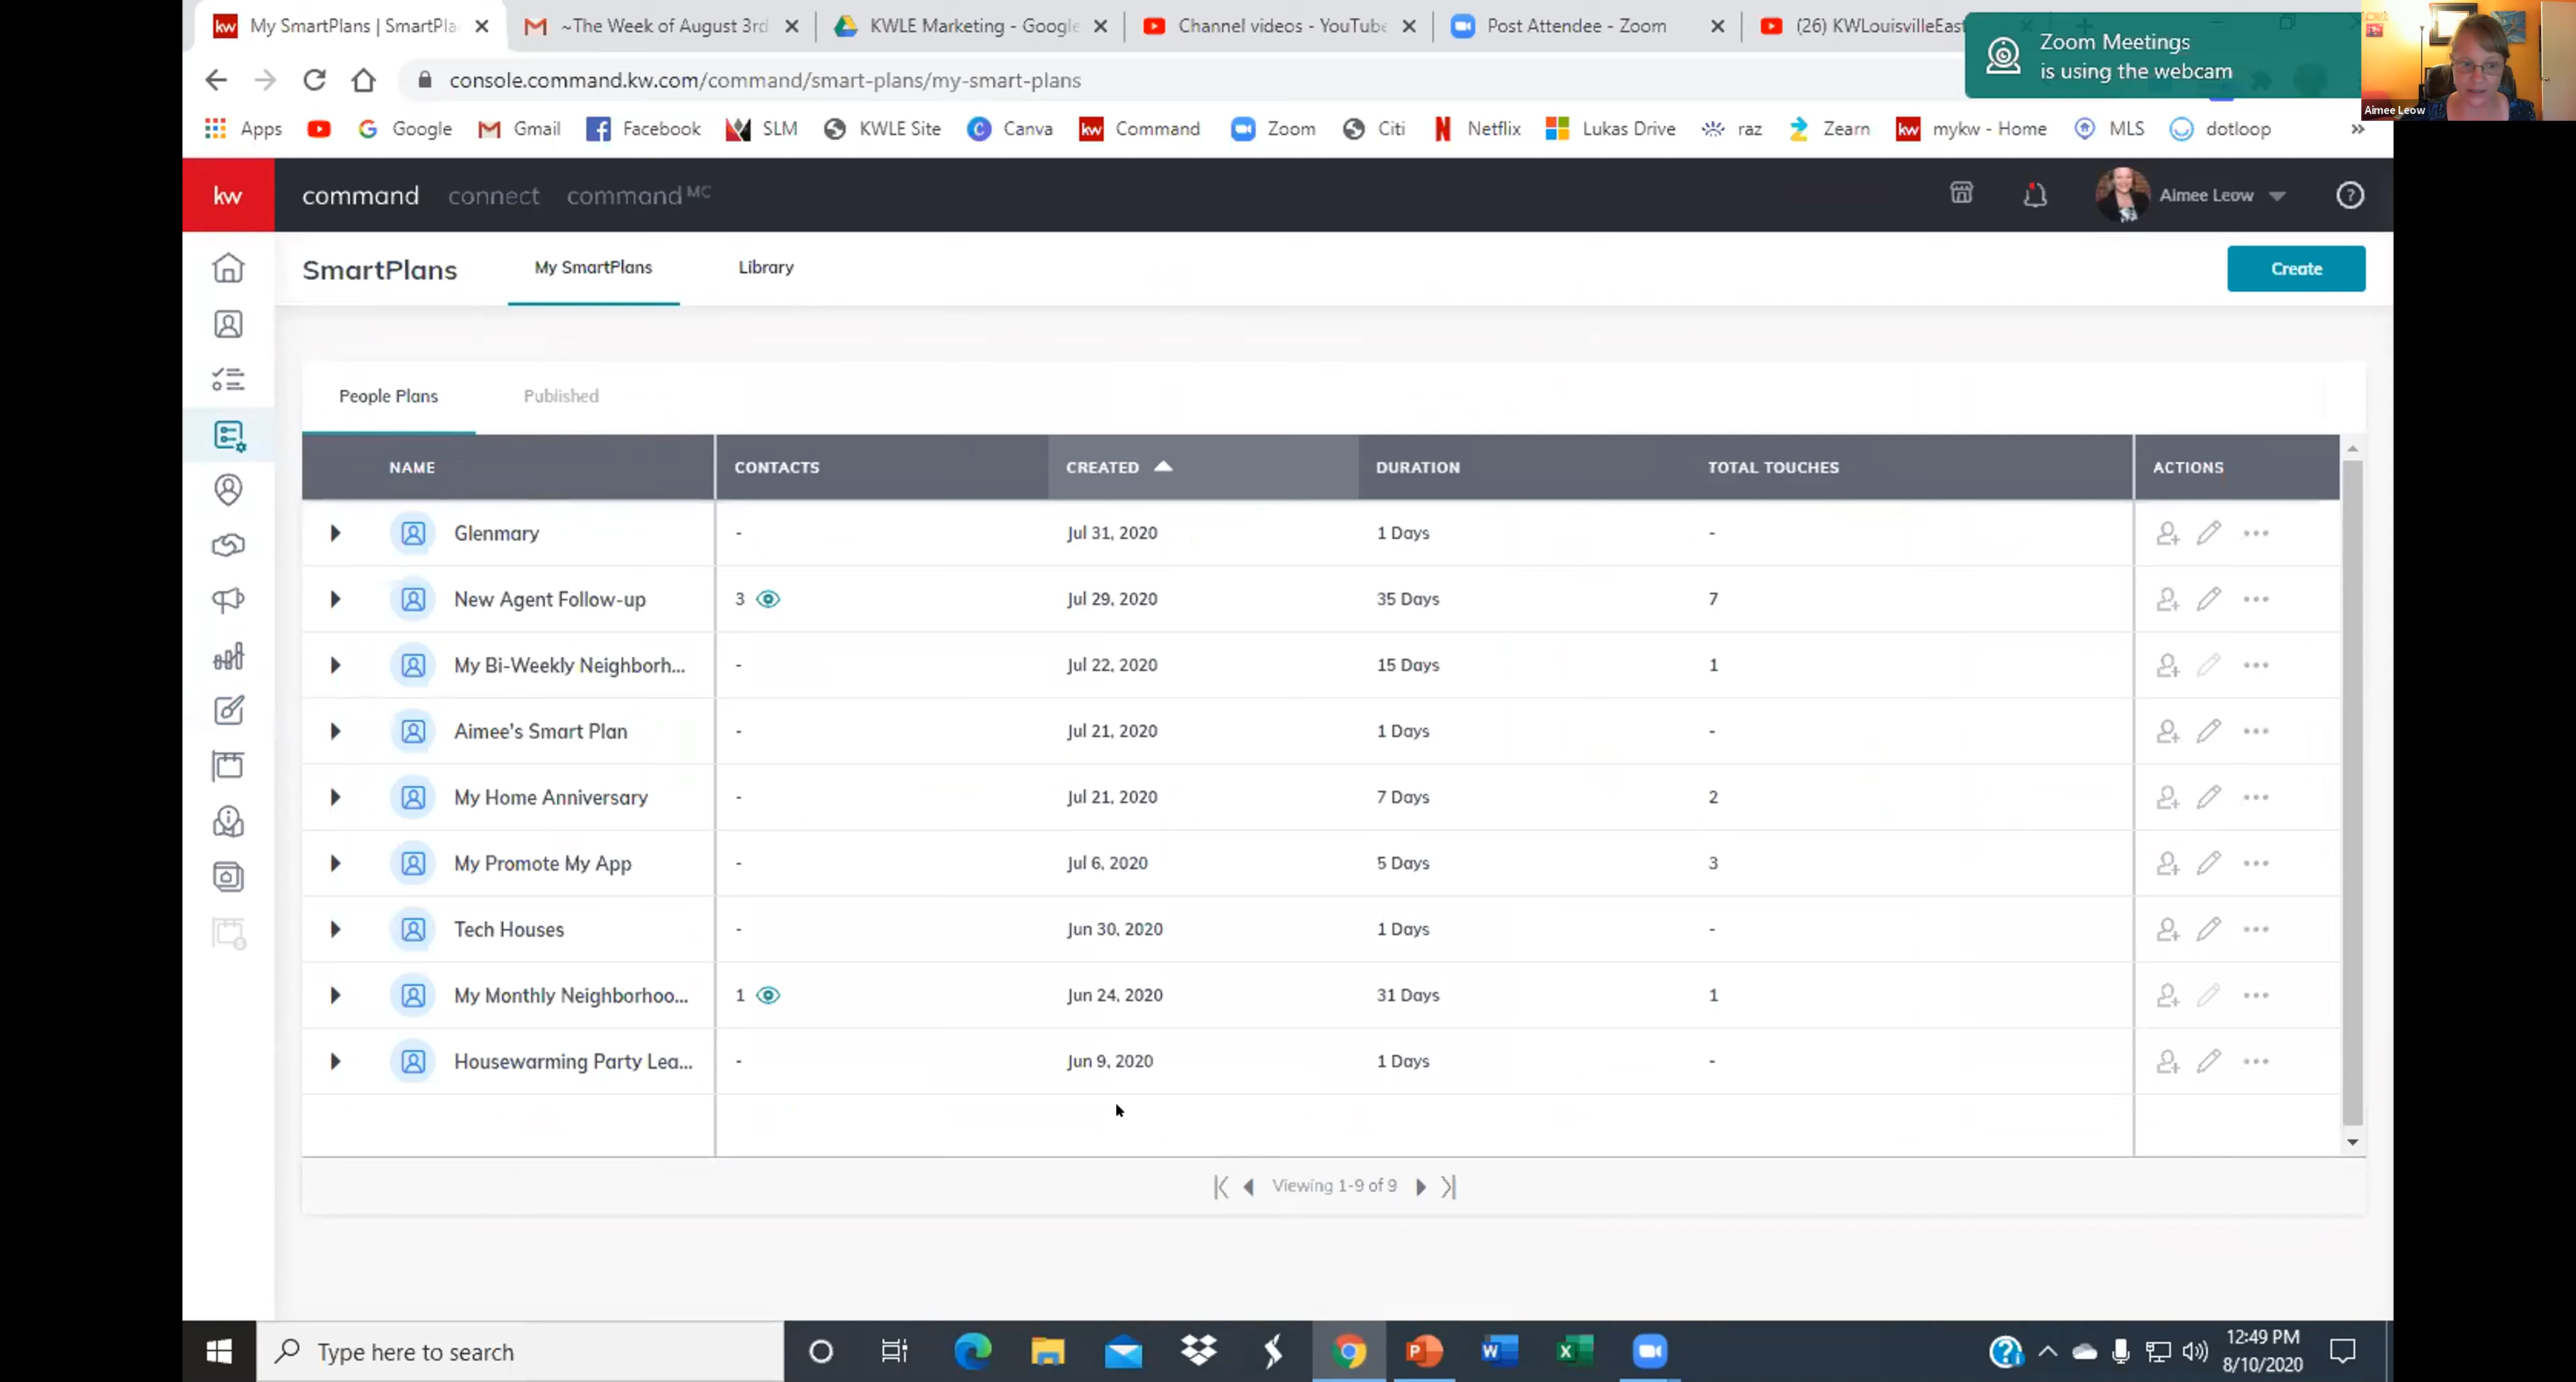 My SmartPlans | SmartPla
~The Week of August 3rd
KWLE Marketing - Google
Channel videos - YouTube
Post Attendee - Zoom
(26) KWLouisvilleEast
Zoom Meetings
is using the webcam
Aimee Leow
console.command.kw.com/command/smart-plans/my-smart-plans
Apps Google Gmail Facebook SLM KWLE Site Canva Command Zoom Citi Netflix Lukas Drive raz Zearn mykw - Home MLS dotloop »
kw command connect command MC Aimee Leow
SmartPlans My SmartPlans Library Create
People Plans Published
NAME CONTACTS CREATED DURATION TOTAL TOUCHES ACTIONS
Glenmary - Jul 31, 2020 1 Days -
New Agent Follow-up 3 Jul 29, 2020 35 Days 7
My Bi-Weekly Neighborh... - Jul 22, 2020 15 Days 1
Aimee's Smart Plan - Jul 21, 2020 1 Days -
My Home Anniversary - Jul 21, 2020 7 Days 2
My Promote My App - Jul 6, 2020 5 Days 3
Tech Houses - Jun 30, 2020 1 Days -
My Monthly Neighborhoo... 1 Jun 24, 2020 31 Days 1
Housewarming Party Lea... - Jun 9, 2020 1 Days -
Viewing 1-9 of 9
Type here to search
12:49 PM
8/10/2020